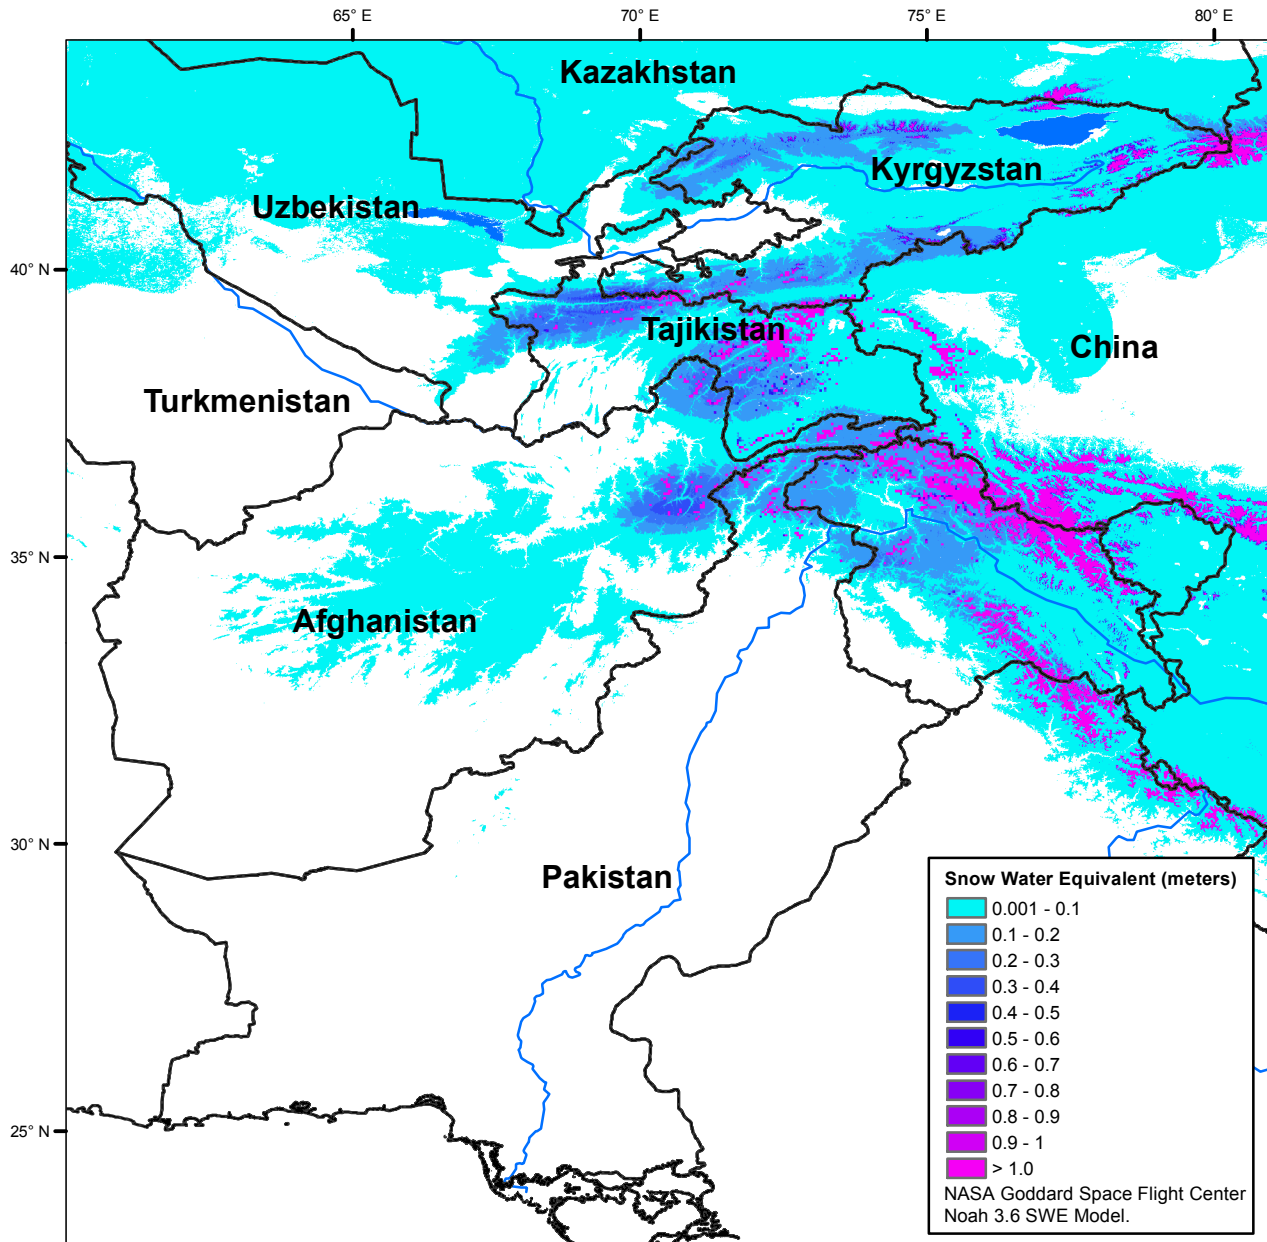 65° E
70° E
75° E
80° E
Kazakhstan
Kyrgyzstan
Uzbekistan
40° N
Tajikistan
China
Turkmenistan
35° N
Afghanistan
30° N
Pakistan
25° N
Snow Water Equivalent (meters)
0.001 - 0.1
0.1 - 0.2
0.2 - 0.3
0.3 - 0.4
0.4 - 0.5
0.5 - 0.6
0.6 - 0.7
0.7 - 0.8
0.8 - 0.9
0.9 - 1
> 1.0
NASA Goddard Space Flight Center
Noah 3.6 SWE Model.